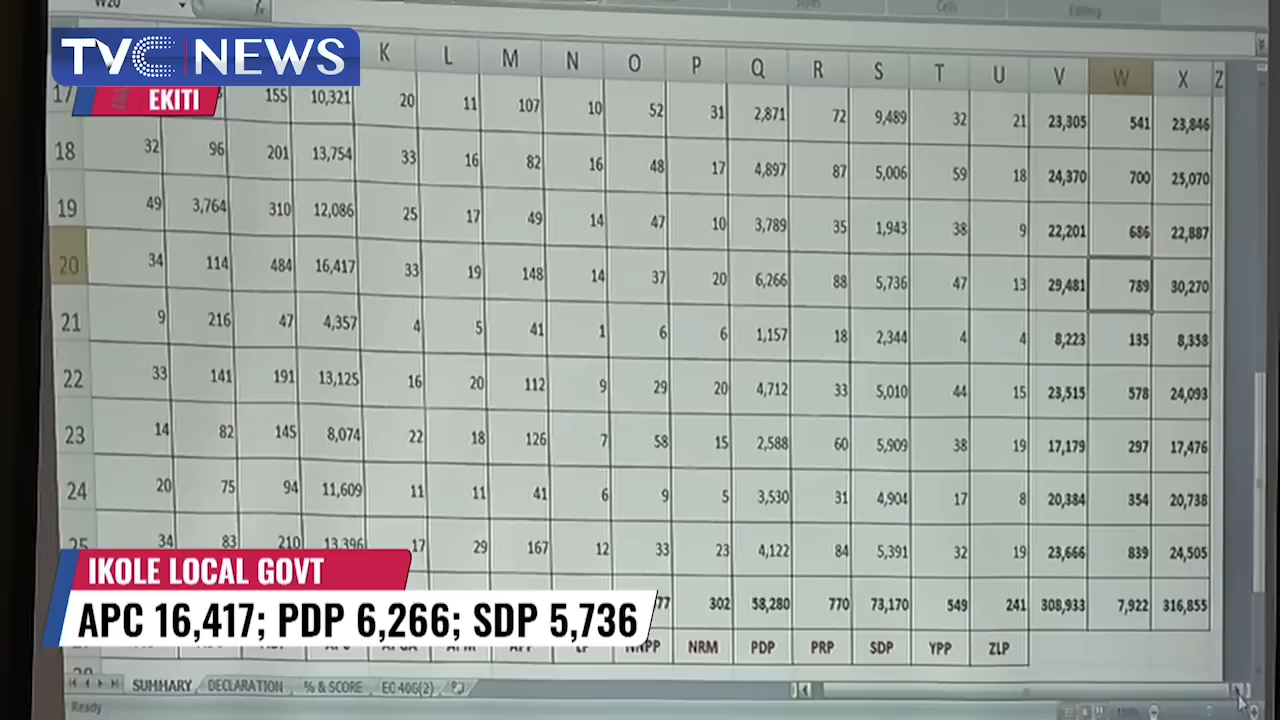 W20 fx Styles Cells Editing
TVC NEWS
EKITI
K L M N O P Q R S T U V W X Z
17 155 10,321 20 11 107 10 52 31 2,871 72 9,489 32 21 23,305 541 23,846
18 32 96 201 13,754 33 16 82 16 48 17 4,897 87 5,006 59 18 24,370 700 25,070
19 49 3,764 310 12,086 25 17 49 14 47 10 3,789 35 1,943 38 9 22,201 686 22,887
20 34 114 484 16,417 33 19 148 14 37 20 6,266 88 5,736 47 13 29,481 789 30,270
21 9 216 47 4,357 4 5 41 1 6 6 1,157 18 2,344 4 4 8,223 135 8,358
22 33 141 191 13,125 16 20 112 9 29 20 4,712 33 5,010 44 15 23,515 578 24,093
23 14 82 145 8,074 22 18 126 7 58 15 2,588 60 5,909 38 19 17,179 297 17,476
24 20 75 94 11,609 11 11 41 6 9 5 3,530 31 4,904 17 8 20,384 354 20,738
25 34 83 210 13,396 17 29 167 12 33 23 4,122 84 5,391 32 19 23,666 839 24,505
302 58,280 770 73,170 549 241 308,933 7,922 316,855
NRM PDP PRP SDP YPP ZLP
IKOLE LOCAL GOVT
APC 16,417; PDP 6,266; SDP 5,736
SUMMARY DECLARATION % & SCORE EC 40G(2)
Ready